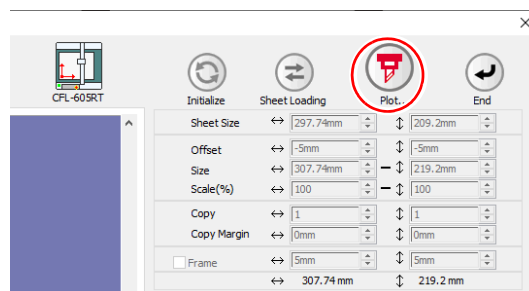 CFL-605RT
Initialize Sheet Loading Plot.. End
Sheet Size 297.74mm 209.2mm
Offset -5mm -5mm
Size 307.74mm 219.2mm
Scale(%) 100 100
Copy 1 1
Copy Margin 0mm 0mm
Frame 5mm 5mm
307.74 mm 219.2 mm